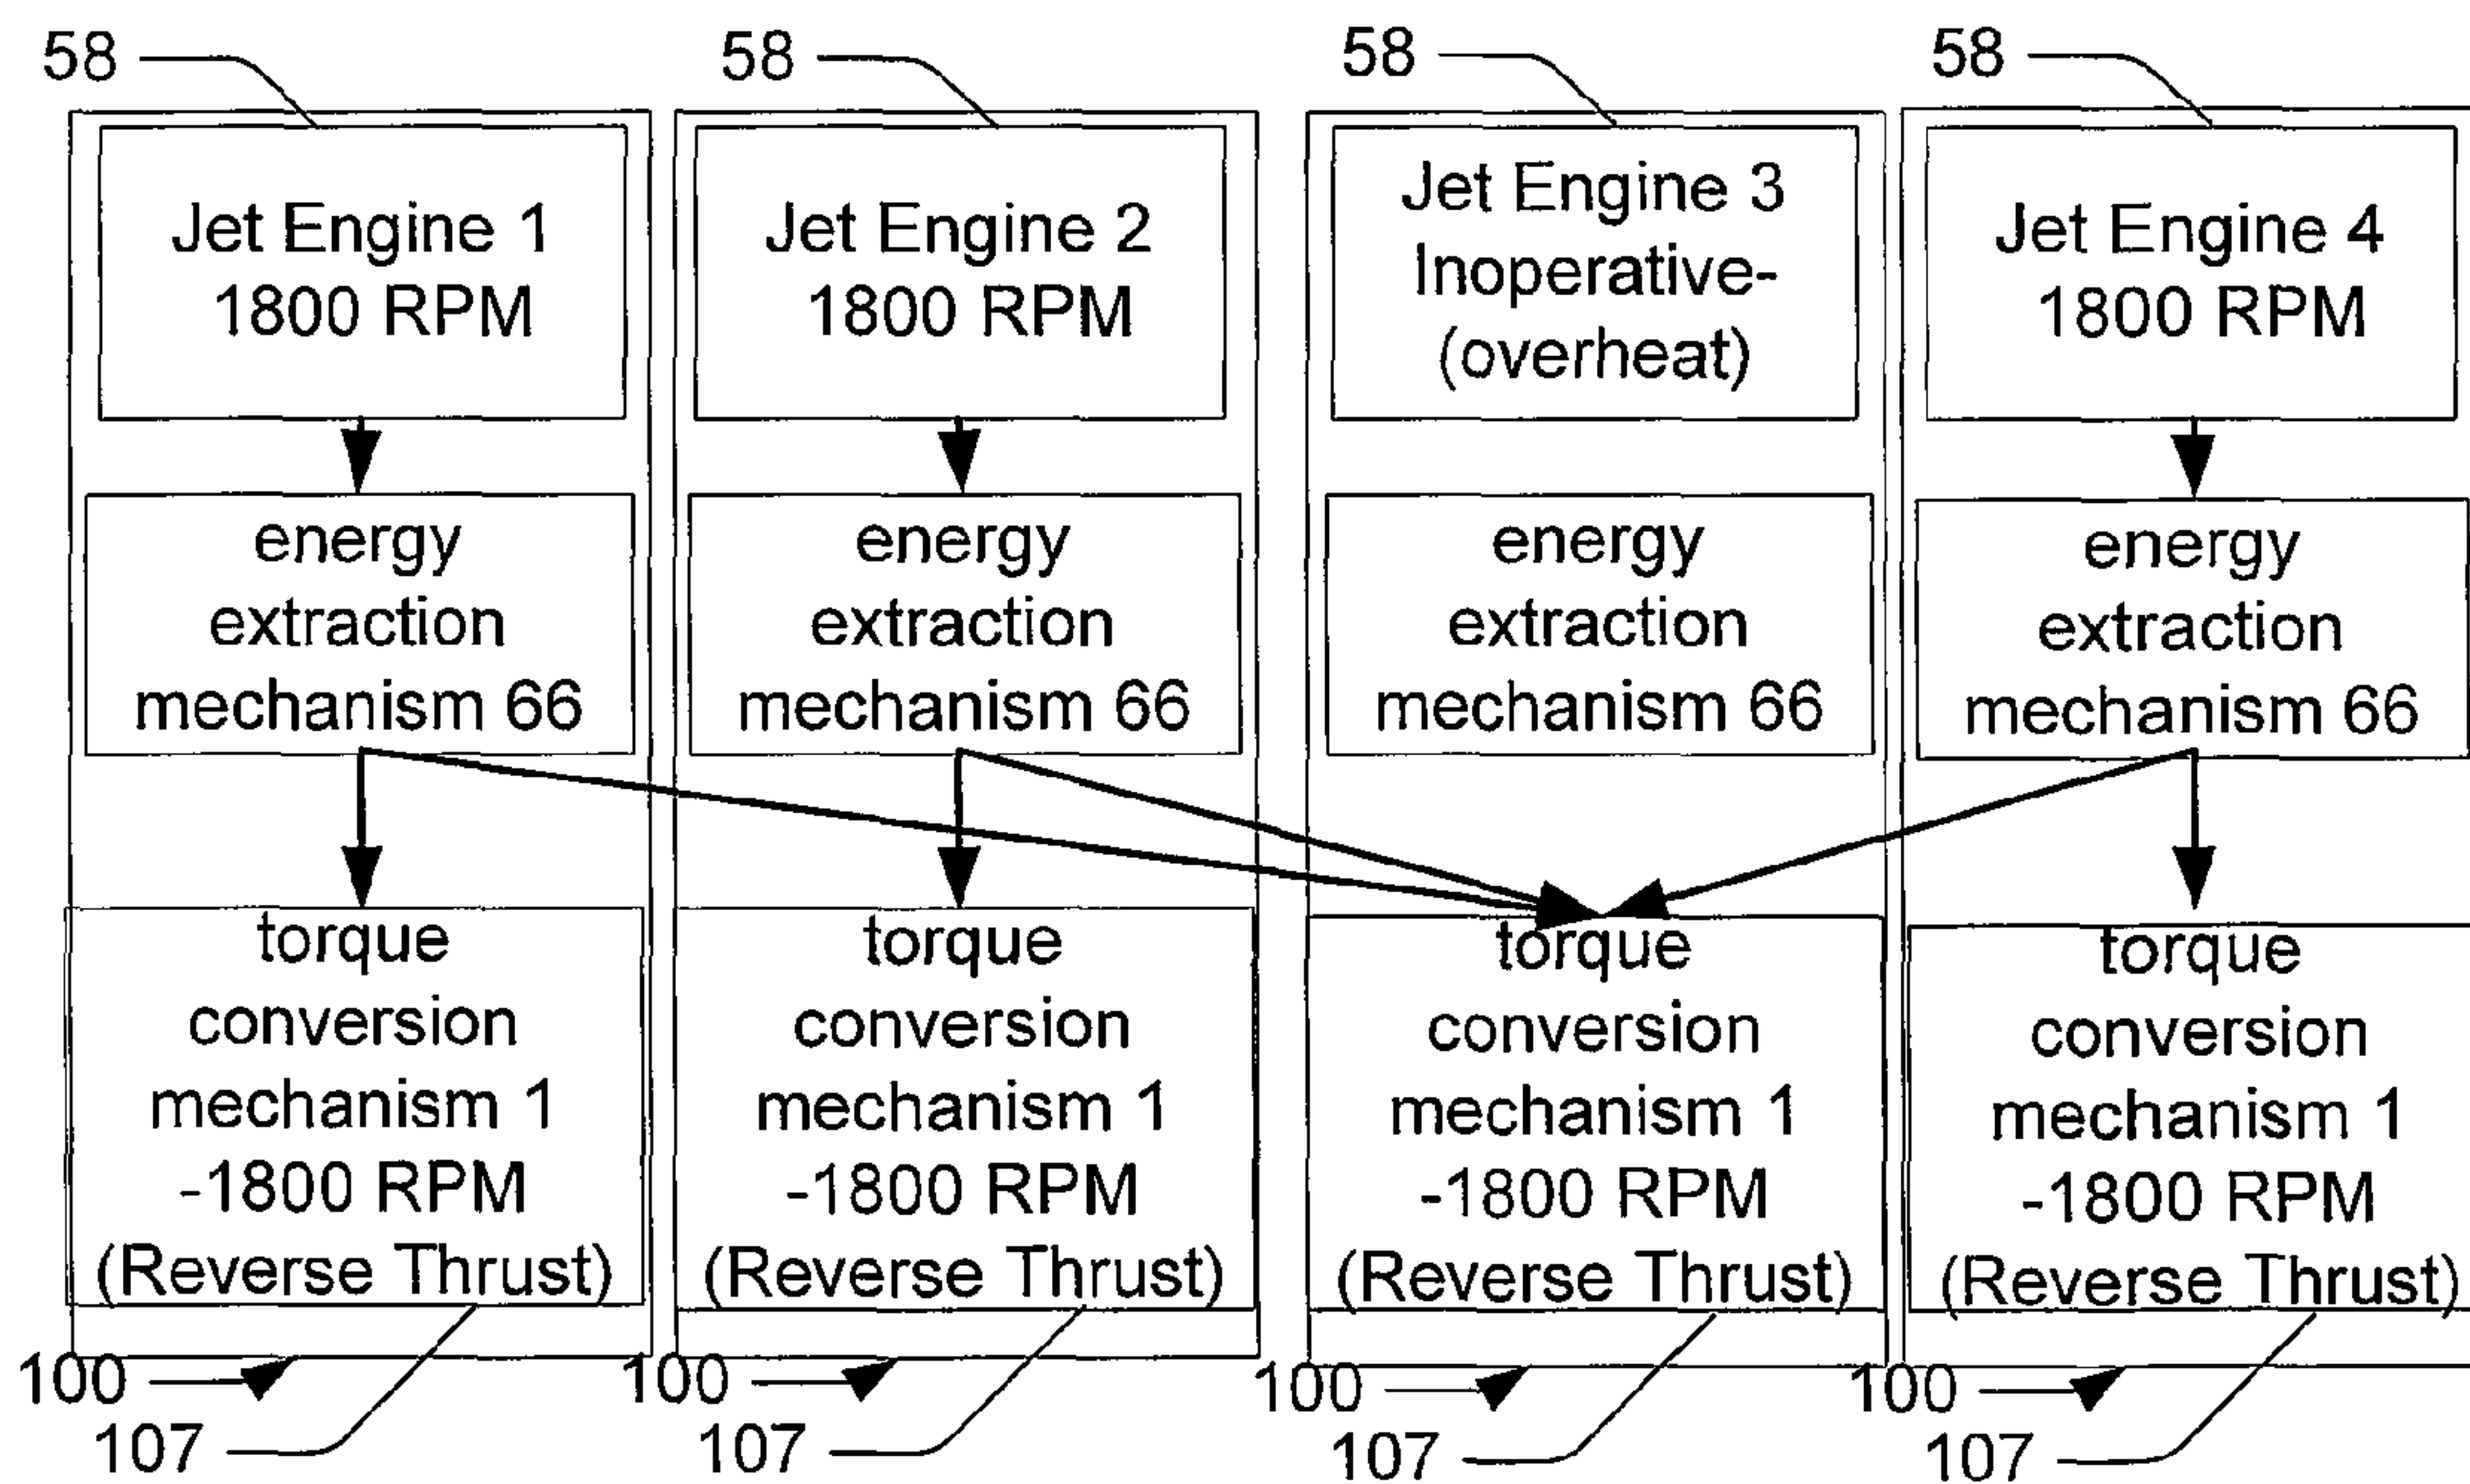 58
58
58
58
Jet Engine 1
1800 RPM
Jet Engine 2
1800 RPM
Jet Engine 3
Inoperative-
(overheat)
Jet Engine 4
1800 RPM
energy
extraction
mechanism 66
energy
extraction
mechanism 66
energy
extraction
mechanism 66
energy
extraction
mechanism 66
torque
conversion
mechanism 1
-1800 RPM
(Reverse Thrust)
torque
conversion
mechanism 1
-1800 RPM
(Reverse Thrust)
torque
conversion
mechanism 1
-1800 RPM
(Reverse Thrust)
torque
conversion
mechanism 1
-1800 RPM
(Reverse Thrust)
100
100
100
100
107
107
107
107